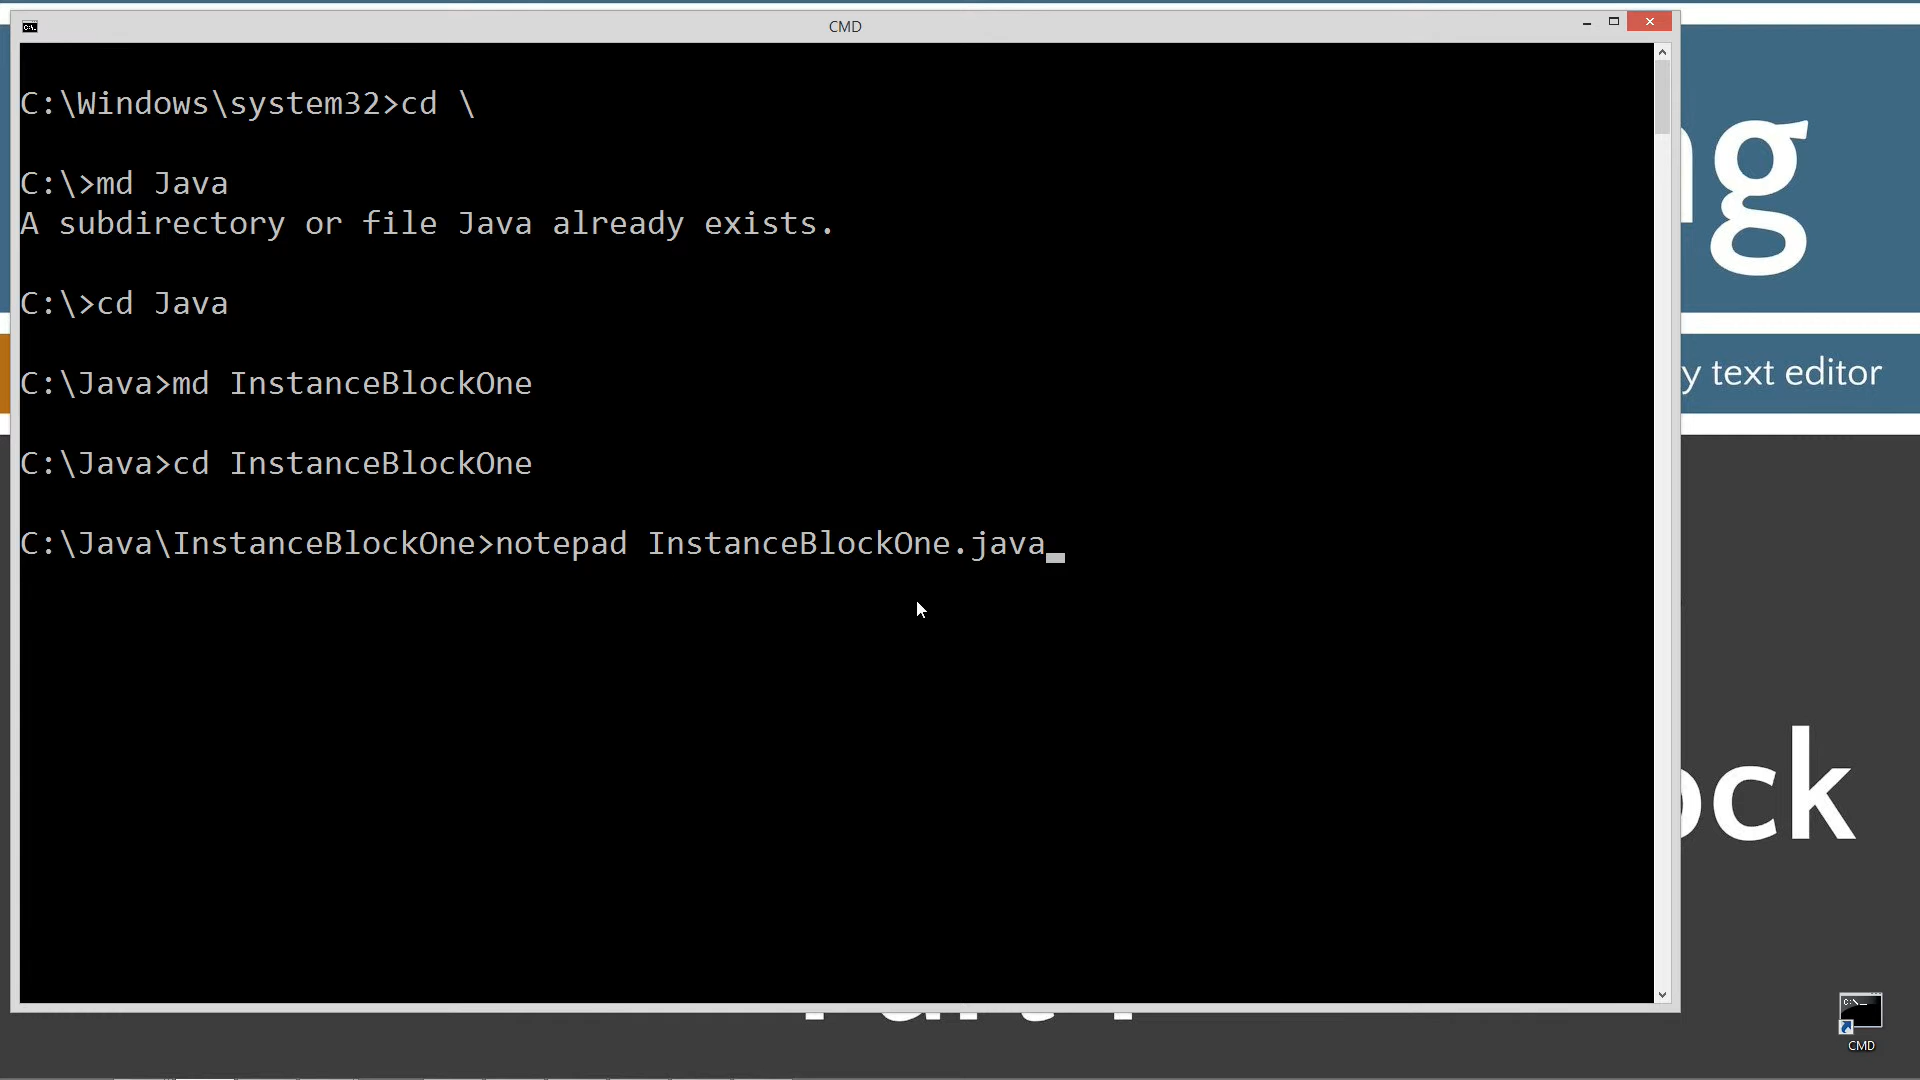 CMD
C:\Windows\system32>cd \
C:\>md Java
A subdirectory or file Java already exists.
C:\>cd Java
C:\Java>md InstanceBlockOne
C:\Java>cd InstanceBlockOne
C:\Java\InstanceBlockOne>notepad InstanceBlockOne.java
g
y text editor
ock
CMD